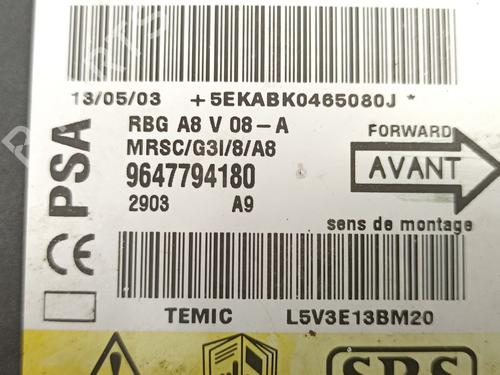 13/05/03 +5EKABK0465080J *
RBG A8 V 08-A
MRSC/G3I/8/A8
9647794180
2903 A9
PSA
CE
FORWARD
AVANT
sens de montage
TEMIC L5V3E13BM20
SRS